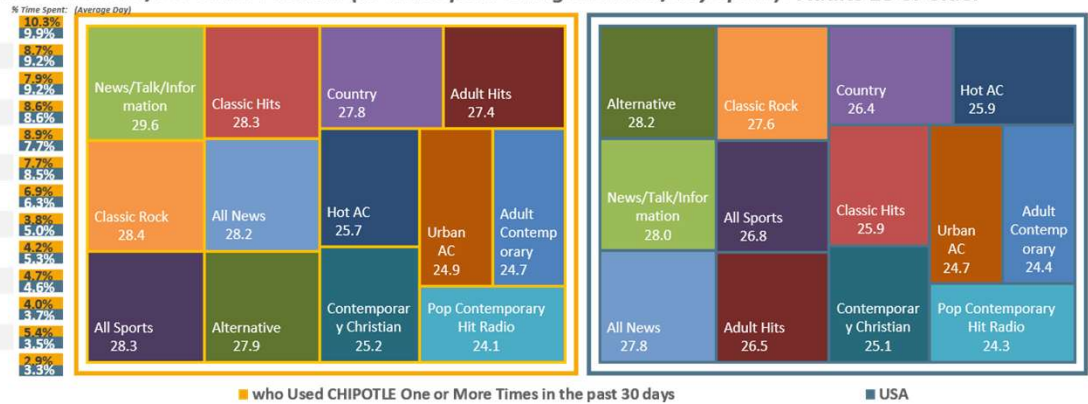 % Time Spent: (Average Day)
10.3%
9.9%
8.7%
9.2%
7.9%
9.2%
8.6%
8.6%
8.9%
7.7%
7.7%
8.5%
6.9%
6.3%
3.8%
5.0%
4.2%
5.3%
4.7%
4.6%
4.0%
3.7%
5.4%
3.5%
2.9%
3.3%
News/Talk/Infor
mation
29.6
Classic Hits
28.3
Country
27.8
Adult Hits
27.4
Classic Rock
28.4
All News
28.2
Hot AC
25.7
Urban
AC
24.9
Adult
Contemp
orary
24.7
All Sports
28.3
Alternative
27.9
Contemporar
y Christian
25.2
Pop Contemporary
Hit Radio
24.1
Alternative
28.2
Classic Rock
27.6
Country
26.4
Hot AC
25.9
News/Talk/Infor
mation
28.0
All Sports
26.8
Classic Hits
25.9
Urban
AC
24.7
Adult
Contemp
orary
24.4
All News
27.8
Adult Hits
26.5
Contemporar
y Christian
25.1
Pop Contemporary
Hit Radio
24.3
who Used CHIPOTLE One or More Times in the past 30 days
USA